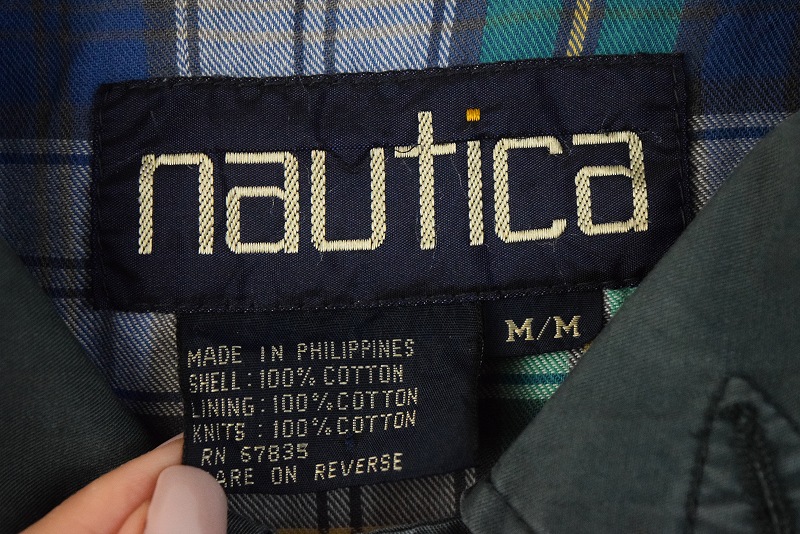 nautica
M/M
MADE IN PHILIPPINES
SHELL: 100% COTTON
LINING: 100% COTTON
KNITS: 100% COTTON
RN 67835
ARE ON REVERSE